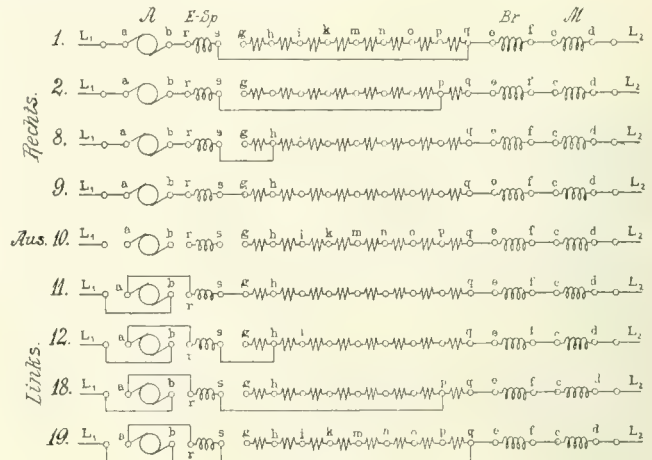 A E-Sp Br M
Rechts.
1. L₁ a b r s g h i k m n o p q e f c d L₂
2. L₁ a b r s g p q e f c d L₂
8. L₁ a b r s g h q e f c d L₂
9. L₁ a b r s g h q e f c d L₂
Aus. 10. L₁ a b r s g h i k m n o p q e f c d L₂
11. L₁ a b r s g h q e f c d L₂
Links.
12. L₁ a b r s g h i q e f c d L₂
18. L₁ a b r s g h p q e f c d L₂
19. L₁ a b r s g h i k m n o p q e f c d L₂